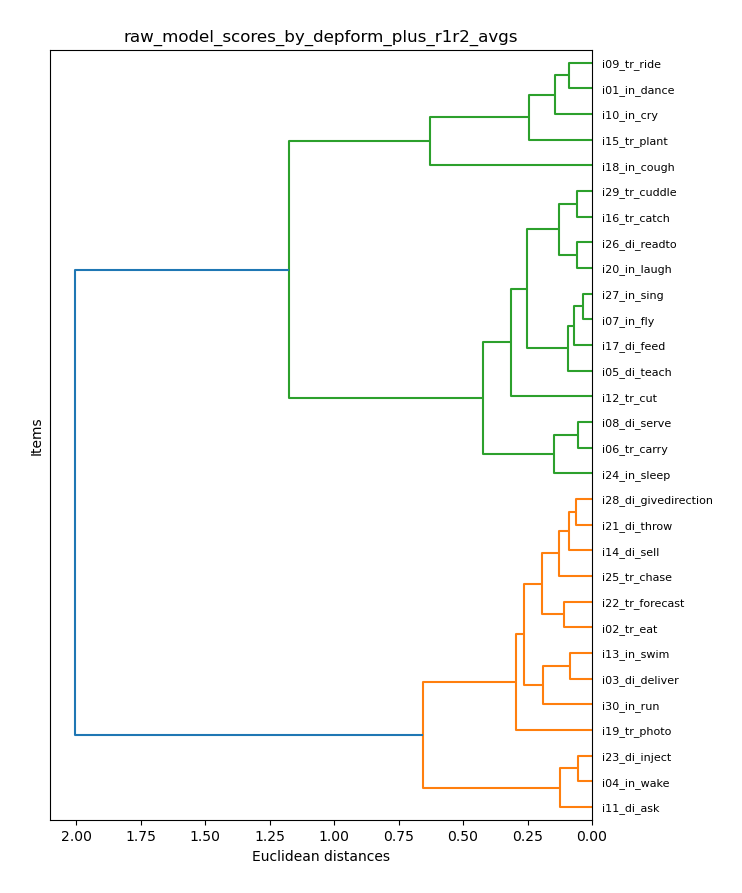 raw_model_scores_by_depform_plus_r1r2_avgs
i09_tr_ride
i01_in_dance
i10_in_cry
i15_tr_plant
i18_in_cough
i29_tr_cuddle
i16_tr_catch
i26_di_readto
i20_in_laugh
i27_in_sing
i07_in_fly
i17_di_feed
i05_di_teach
i12_tr_cut
i08_di_serve
i06_tr_carry
i24_in_sleep
i28_di_givedirection
i21_di_throw
i14_di_sell
i25_tr_chase
i22_tr_forecast
i02_tr_eat
i13_in_swim
i03_di_deliver
i30_in_run
i19_tr_photo
i23_di_inject
i04_in_wake
i11_di_ask
Items
2.00 1.75 1.50 1.25 1.00 0.75 0.50 0.25 0.00
Euclidean distances